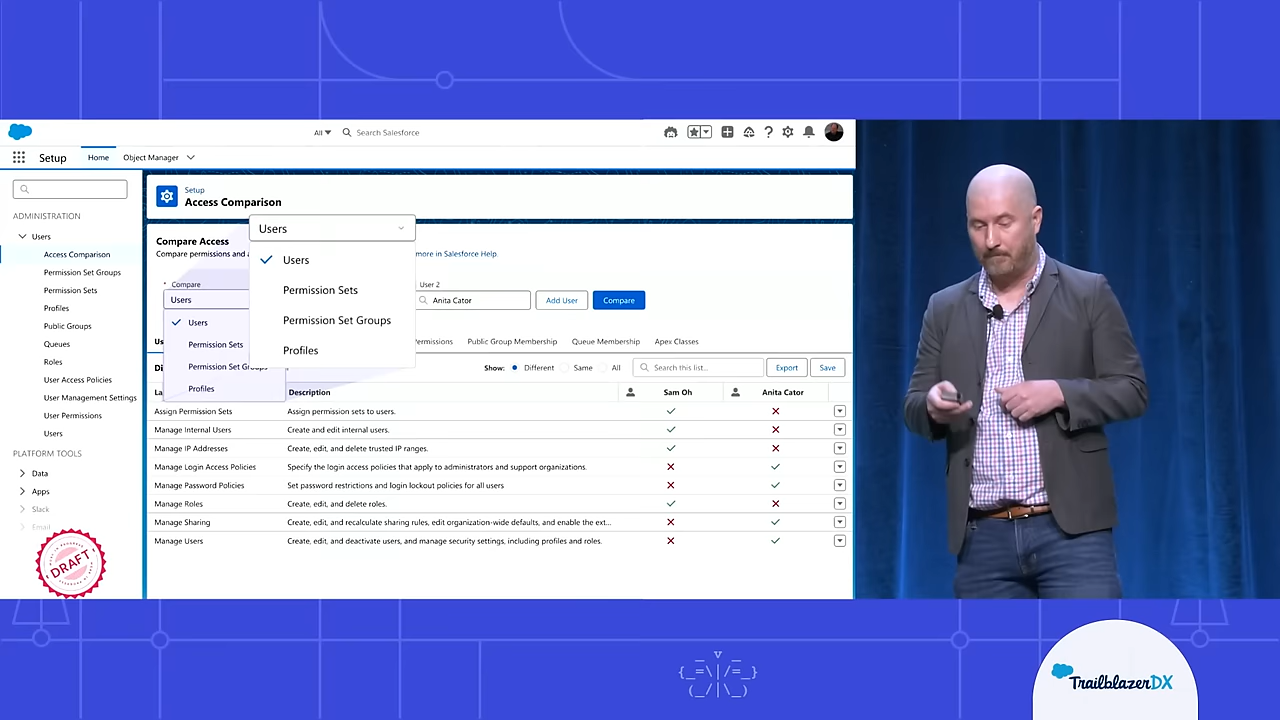 All
Search Salesforce
Setup
Home
Object Manager
ADMINISTRATION
Users
Access Comparison
Permission Set Groups
Permission Sets
Profiles
Public Groups
Queues
Roles
User Access Policies
User Management Settings
User Permissions
Users
PLATFORM TOOLS
Data
Apps
Slack
Email
DRAFT
Setup
Access Comparison
Compare Access
Compare permissions and a
more in Salesforce Help
Users
Users
Permission Sets
Permission Set Groups
Profiles
* Compare
Users
Users
Permission Sets
Permission Set Groups
Profiles
User 2
Anita Cator
Add User
Compare
Us
ermissions
Public Group Membership
Queue Membership
Apex Classes
Di
Show:
Different
Same
All
Search this list...
Export
Save
La
Description
Sam Oh
Anita Cator
Assign Permission Sets
Assign permission sets to users.
Manage Internal Users
Create and edit internal users.
Manage IP Addresses
Create, edit, and delete trusted IP ranges.
Manage Login Access Policies
Specify the login access policies that apply to administrators and support organizations.
Manage Password Policies
Set password restrictions and login lockout policies for all users
Manage Roles
Create, edit, and delete roles.
Manage Sharing
Create, edit, and recalculate sharing rules, edit organization-wide defaults, and enable the ext...
Manage Users
Create, edit, and deactivate users, and manage security settings, including profiles and roles.
TrailblazerDX